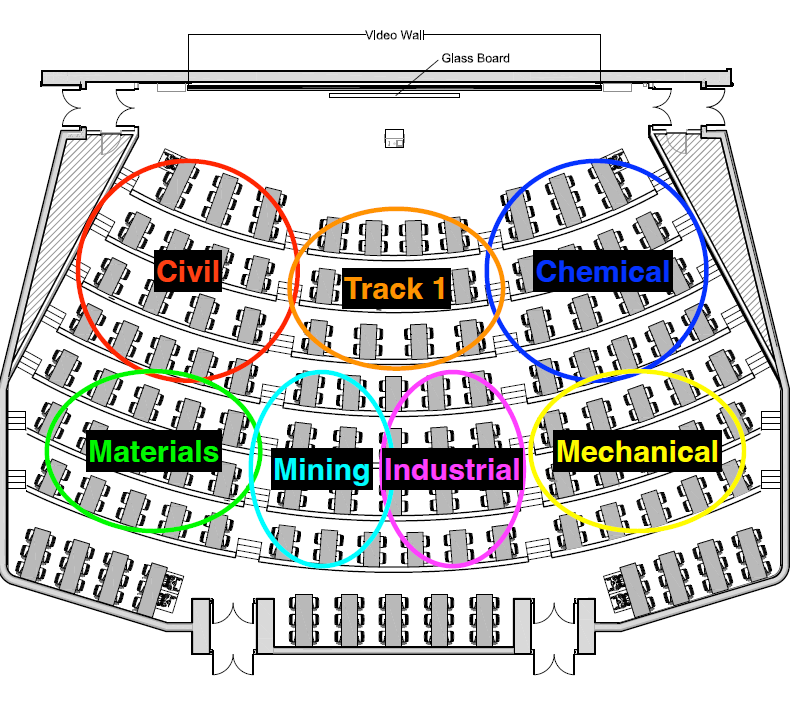 Video Wall
Glass Board
Civil
Track 1
Chemical
Materials
Mining
Industrial
Mechanical